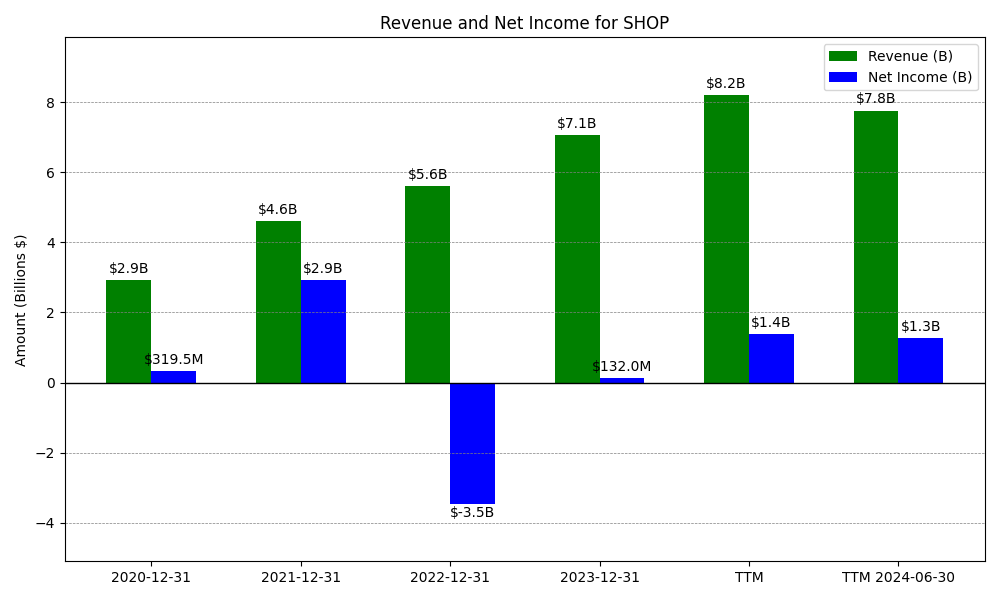 Revenue and Net Income for SHOP
Revenue (B)
Net Income (B)
Amount (Billions $)
8
6
4
2
0
−2
−4
$2.9B
$319.5M
$4.6B
$2.9B
$5.6B
$-3.5B
$7.1B
$132.0M
$8.2B
$1.4B
$7.8B
$1.3B
2020-12-31
2021-12-31
2022-12-31
2023-12-31
TTM
TTM 2024-06-30